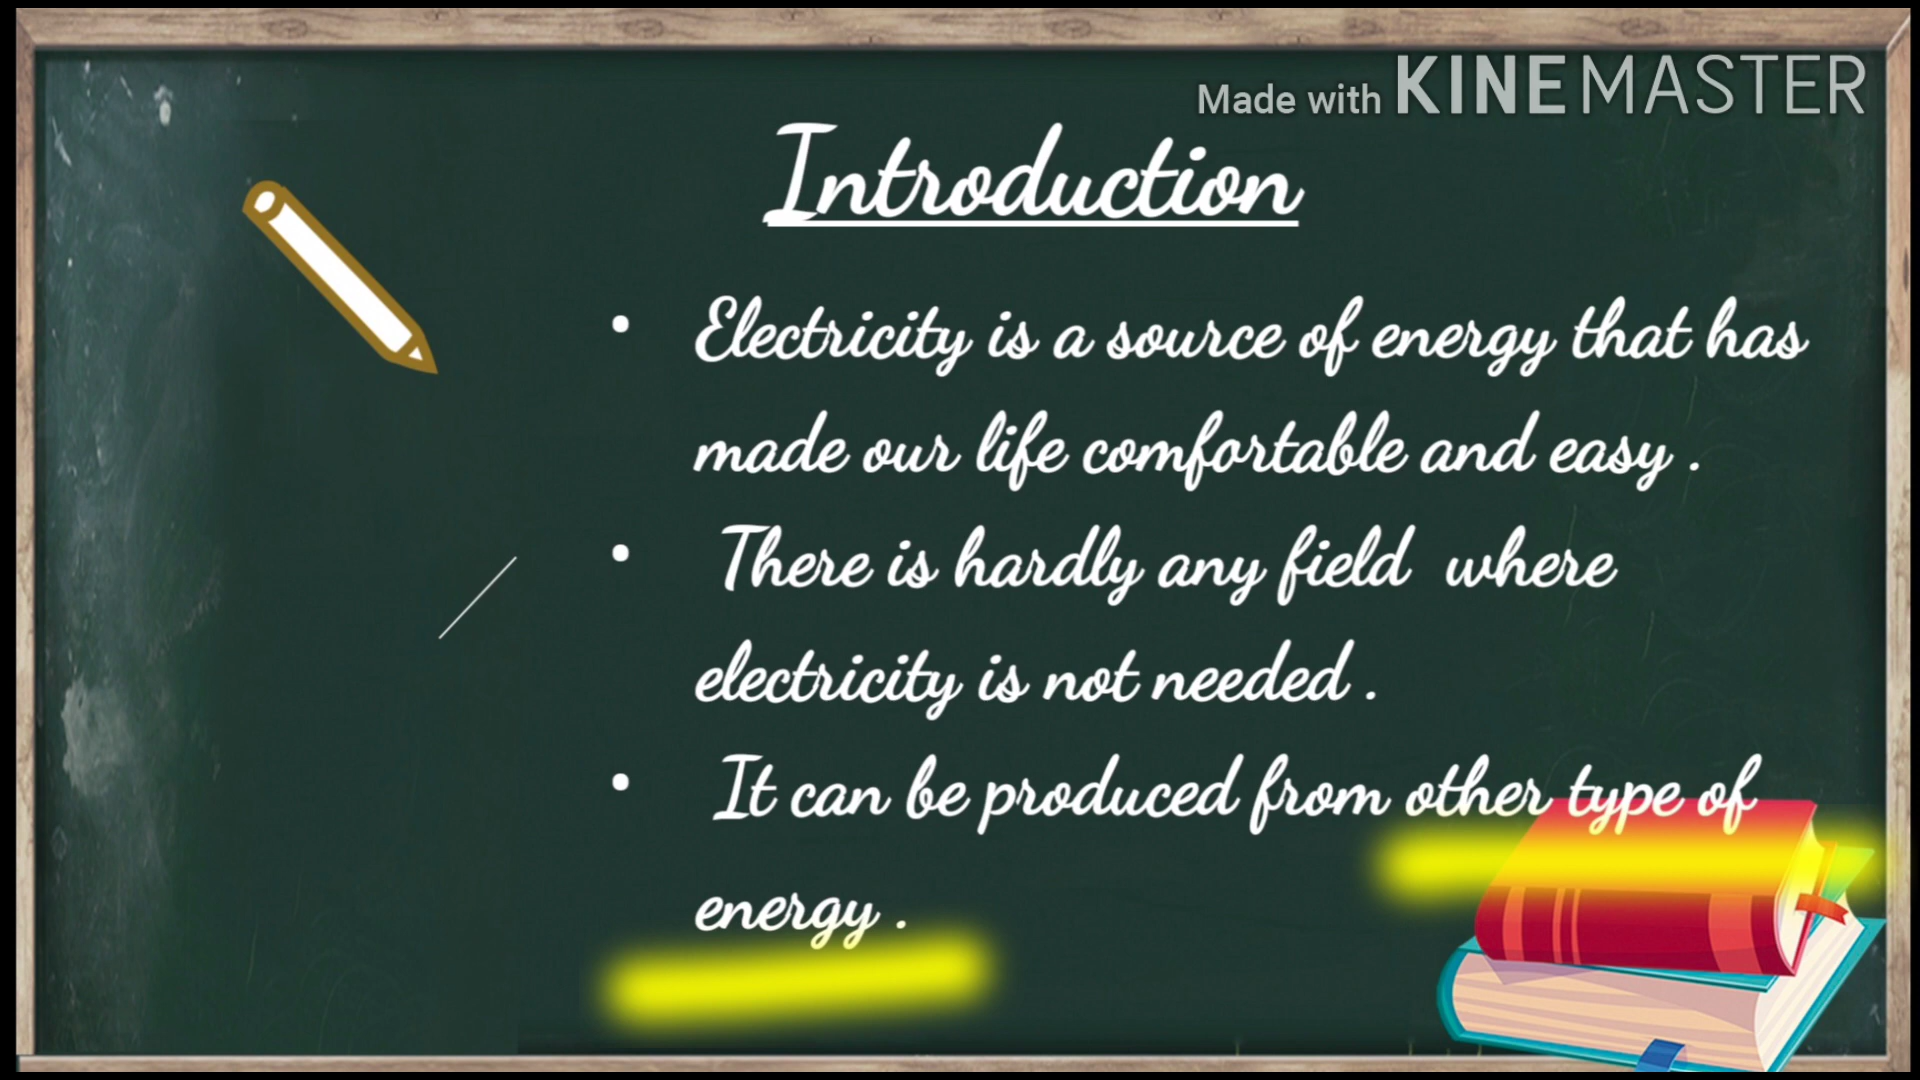 Made with KINEMASTER
Introduction
• Electricity is a source of energy that has
made our life comfortable and easy .
• There is hardly any field where
electricity is not needed .
• It can be produced from other type of
energy .